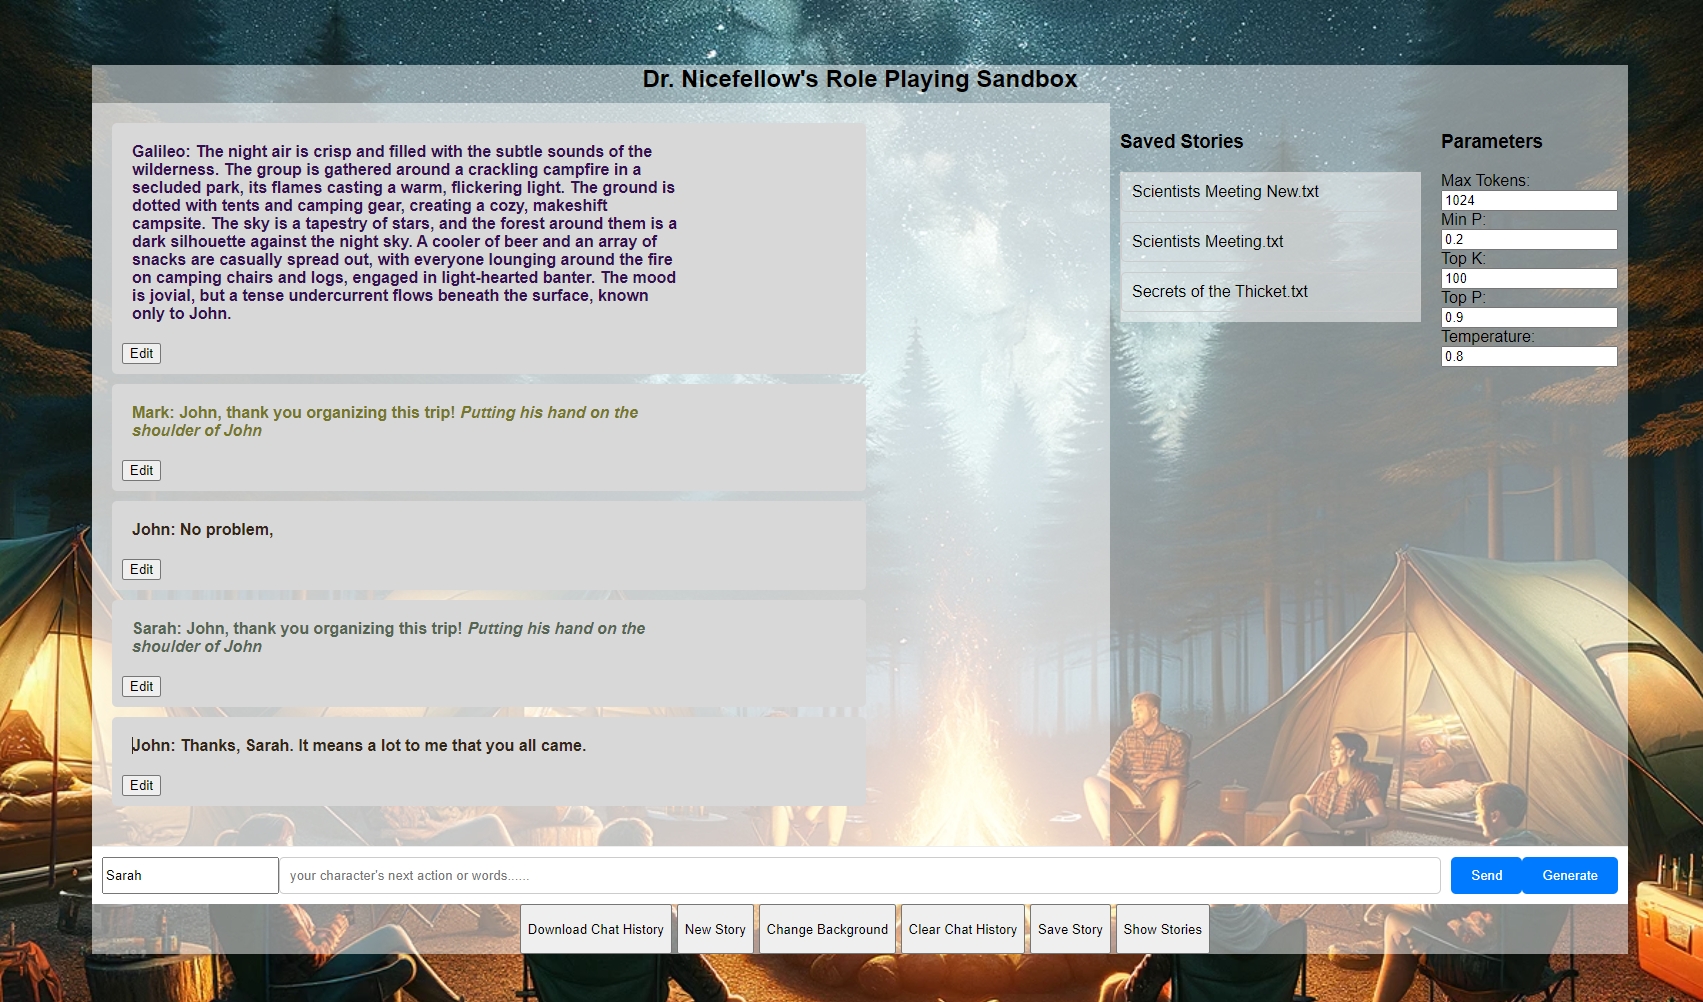 Dr. Nicefellow's Role Playing Sandbox
Galileo: The night air is crisp and filled with the subtle sounds of the
wilderness. The group is gathered around a crackling campfire in a
secluded park, its flames casting a warm, flickering light. The ground is
dotted with tents and camping gear, creating a cozy, makeshift
campsite. The sky is a tapestry of stars, and the forest around them is a
dark silhouette against the night sky. A cooler of beer and an array of
snacks are casually spread out, with everyone lounging around the fire
on camping chairs and logs, engaged in light-hearted banter. The mood
is jovial, but a tense undercurrent flows beneath the surface, known
only to John.
Edit
Mark: John, thank you organizing this trip! Putting his hand on the
shoulder of John
Edit
John: No problem,
Edit
Sarah: John, thank you organizing this trip! Putting his hand on the
shoulder of John
Edit
John: Thanks, Sarah. It means a lot to me that you all came.
Edit
Saved Stories
Scientists Meeting New.txt
Scientists Meeting.txt
Secrets of the Thicket.txt
Parameters
Max Tokens:
1024
Min P:
0.2
Top K:
100
Top P:
0.9
Temperature:
0.8
Sarah
your character's next action or words......
Send
Generate
Download Chat History
New Story
Change Background
Clear Chat History
Save Story
Show Stories